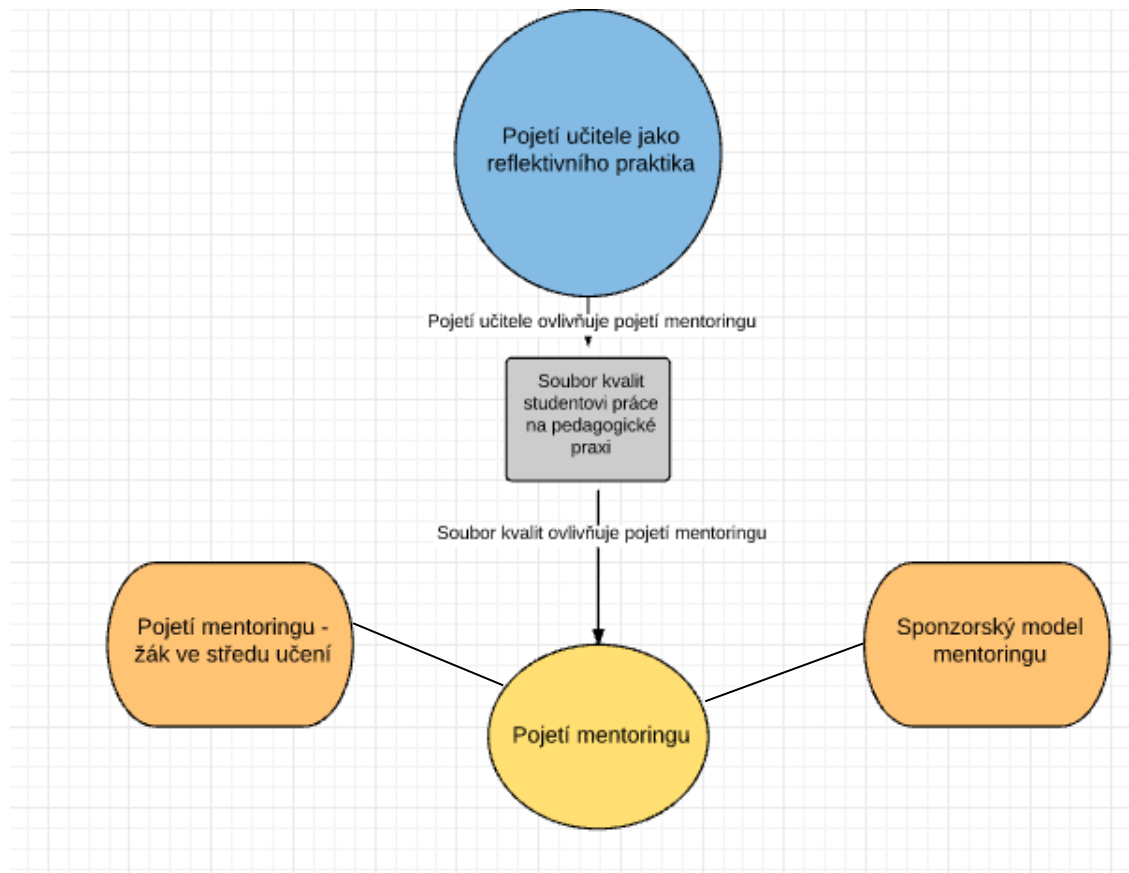 Pojetí učitele jako
reflektivního praktika
Pojetí učitele ovlivňuje pojetí mentoringu
Soubor kvalit
studentovi práce
na pedagogické
praxi
Soubor kvalit ovlivňuje pojetí mentoringu
Pojetí mentoringu -
žák ve středu učení
Sponzorský model
mentoringu
Pojetí mentoringu